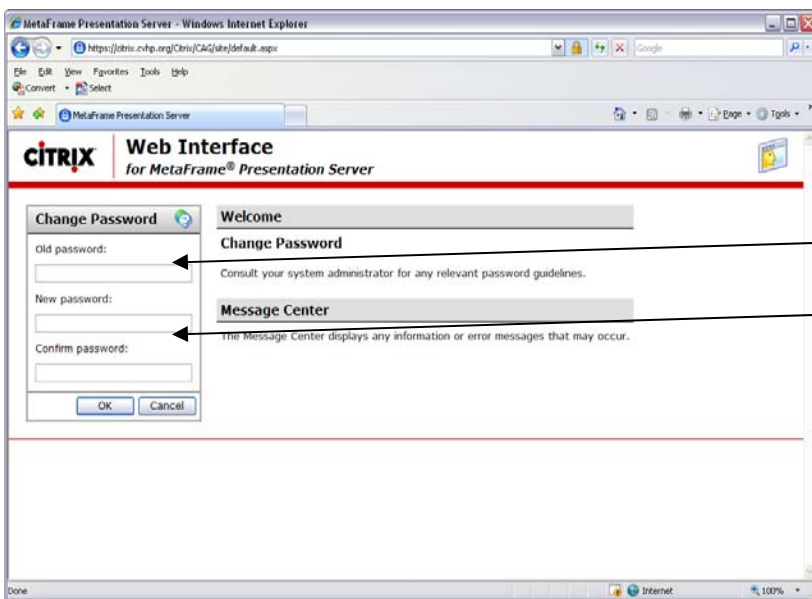 MetaFrame Presentation Server - Windows Internet Explorer
https://citrix.cvhp.org/Citrix/CAG/site/default.aspx
Google
File Edit View Favorites Tools Help
Convert Select
MetaFrame Presentation Server
Page Tools
CITRIX Web Interface
for MetaFrame® Presentation Server
Change Password
Old password:
New password:
Confirm password:
OK Cancel
Welcome
Change Password
Consult your system administrator for any relevant password guidelines.
Message Center
The Message Center displays any information or error messages that may occur.
Done Internet 100%